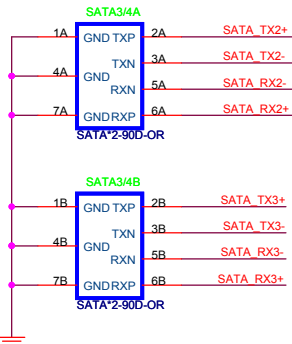 SATA3/4A
1A GND TXP 2A SATA_TX2+
TXN 3A SATA_TX2-
4A GND
RXN 5A SATA_RX2-
7A GND RXP 6A SATA_RX2+
SATA*2-90D-OR
SATA3/4B
1B GND TXP 2B SATA_TX3+
TXN 3B SATA_TX3-
4B GND
RXN 5B SATA_RX3-
7B GND RXP 6B SATA_RX3+
SATA*2-90D-OR